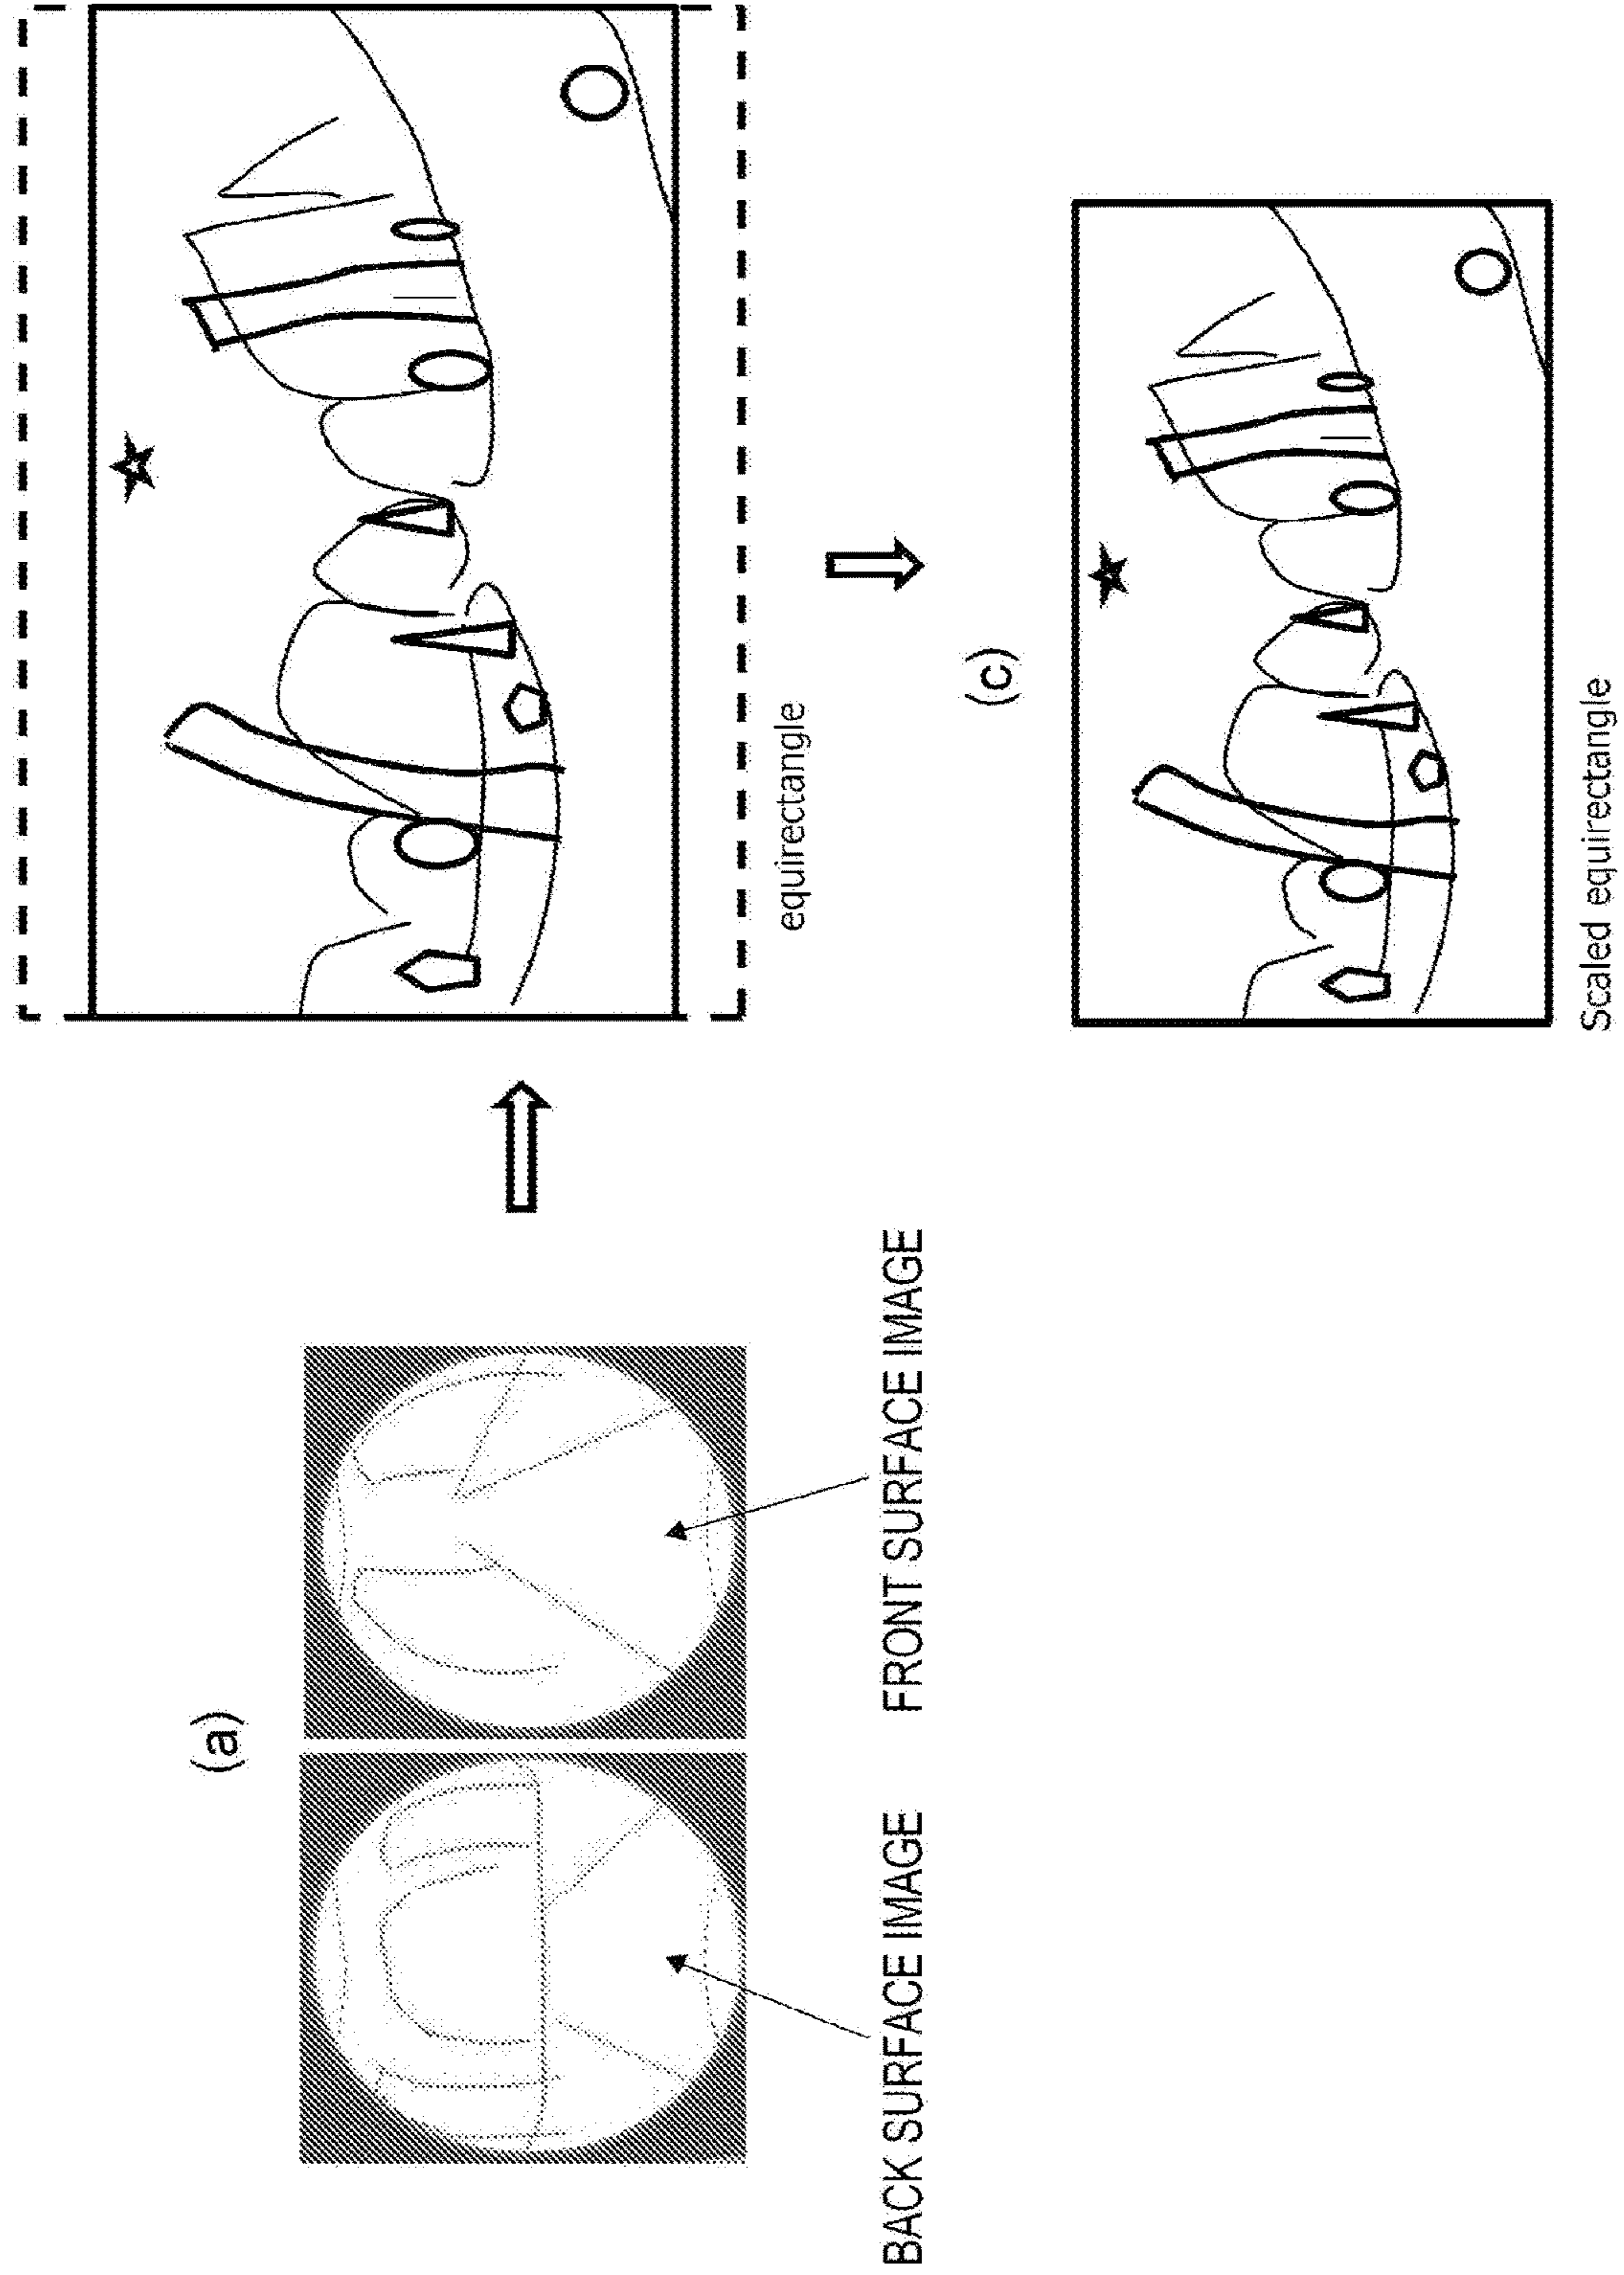 (a)
BACK SURFACE IMAGE
FRONT SURFACE IMAGE
equirectangle
(c)
Scaled equirectangle